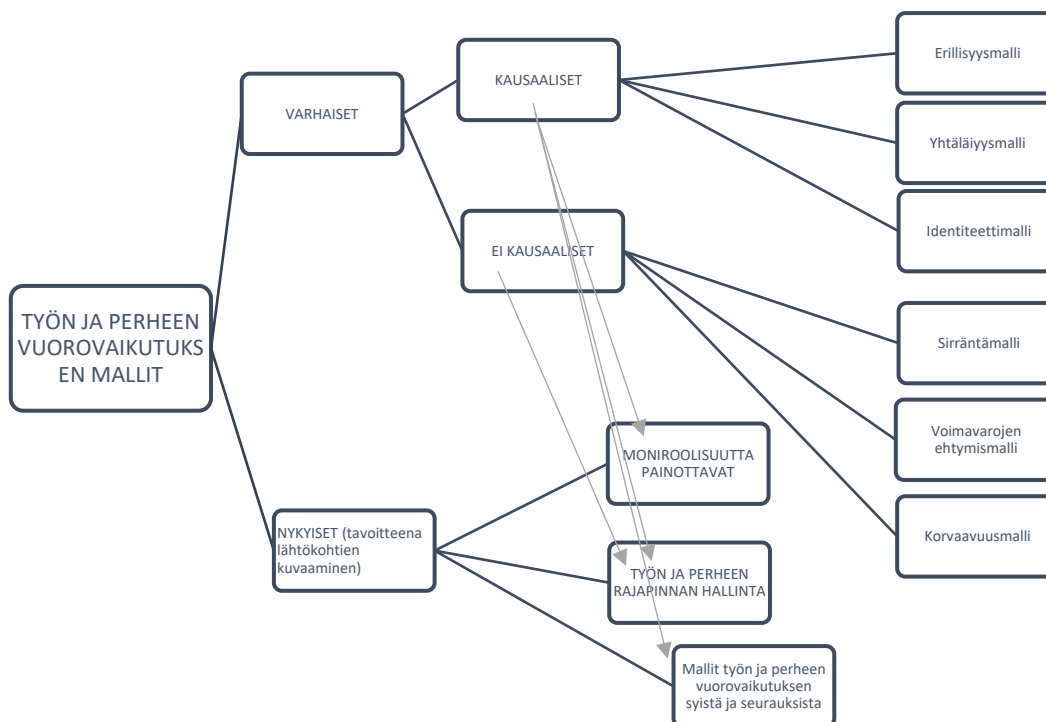 TYÖN JA PERHEEN
VUOROVAIKUTUKS
EN MALLIT
VARHAISET
NYKYISET (tavoitteena
lähtökohtien
kuvaaminen)
KAUSAALISET
EI KAUSAALISET
MONIROOLISUUTTA
PAINOTTAVAT
TYÖN JA PERHEEN
RAJAPINNAN HALLINTA
Mallit työn ja perheen
vuorovaikutuksen
syistä ja seurauksista
Erillisyysmalli
Yhtäläiyysmalli
Identiteettimalli
Sirräntämalli
Voimavarojen
ehtymismalli
Korvaavuusmalli